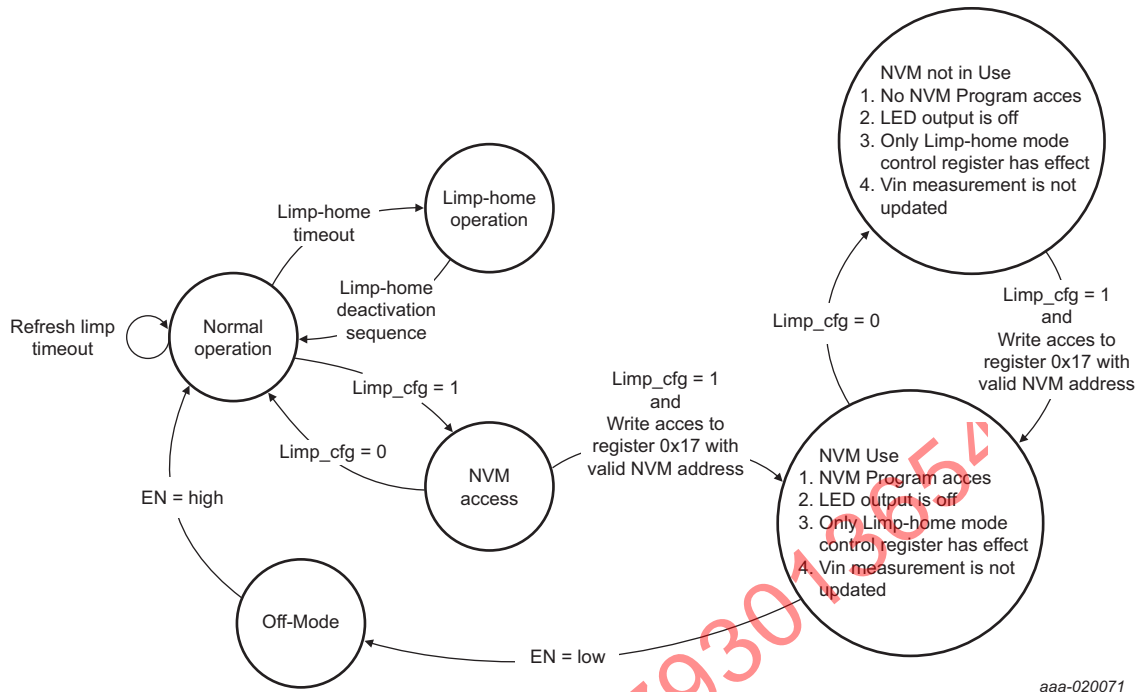 NVM not in Use
1. No NVM Program acces
2. LED output is off
3. Only Limp-home mode
control register has effect
4. Vin measurement is not
updated
Limp-home
operation
Limp-home
timeout
Limp-home
deactivation
sequence
Refresh limp
timeout
Normal
operation
Limp_cfg = 1
Limp_cfg = 0
NVM
access
Limp_cfg = 1
and
Write acces to
register 0x17 with
valid NVM address
Limp_cfg = 0
Limp_cfg = 1
and
Write acces to
register 0x17 with
valid NVM address
NVM Use
1. NVM Program acces
2. LED output is off
3. Only Limp-home mode
control register has effect
4. Vin measurement is not
updated
EN = high
Off-Mode
EN = low
aaa-020071